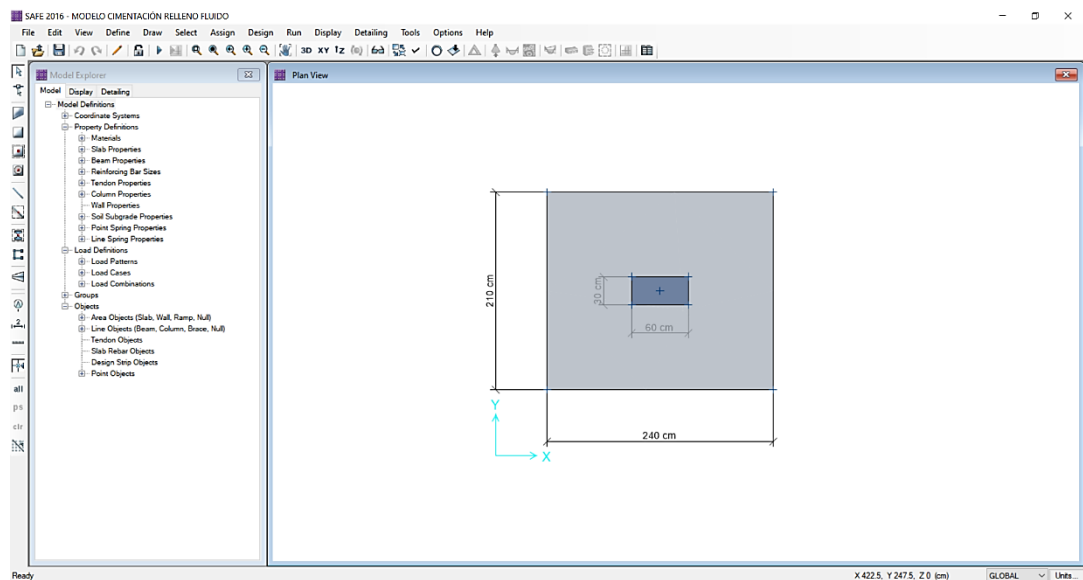 SAFE 2016 - MODELO CIMENTACIÓN RELLENO FLUIDO
File Edit View Define Draw Select Assign Design Run Display Detailing Tools Options Help
3D XY
Model Explorer
Model Display Detailing
Model Definitions
Coordinate Systems
Property Definitions
Materials
Slab Properties
Beam Properties
Reinforcing Bar Sizes
Tendon Properties
Column Properties
Wall Properties
Soil Subgrade Properties
Point Spring Properties
Line Spring Properties
Load Definitions
Load Patterns
Load Cases
Load Combinations
Groups
Objects
Area Objects (Slab, Wall, Ramp, Null)
Line Objects (Beam, Column, Brace, Null)
Tendon Objects
Slab Rebar Objects
Design Strip Objects
Point Objects
all
ps
clr
Plan View
210 cm
30 cm
60 cm
240 cm
Y
X
Ready
X 422.5, Y 247.5, Z 0 (cm)
GLOBAL
Units...